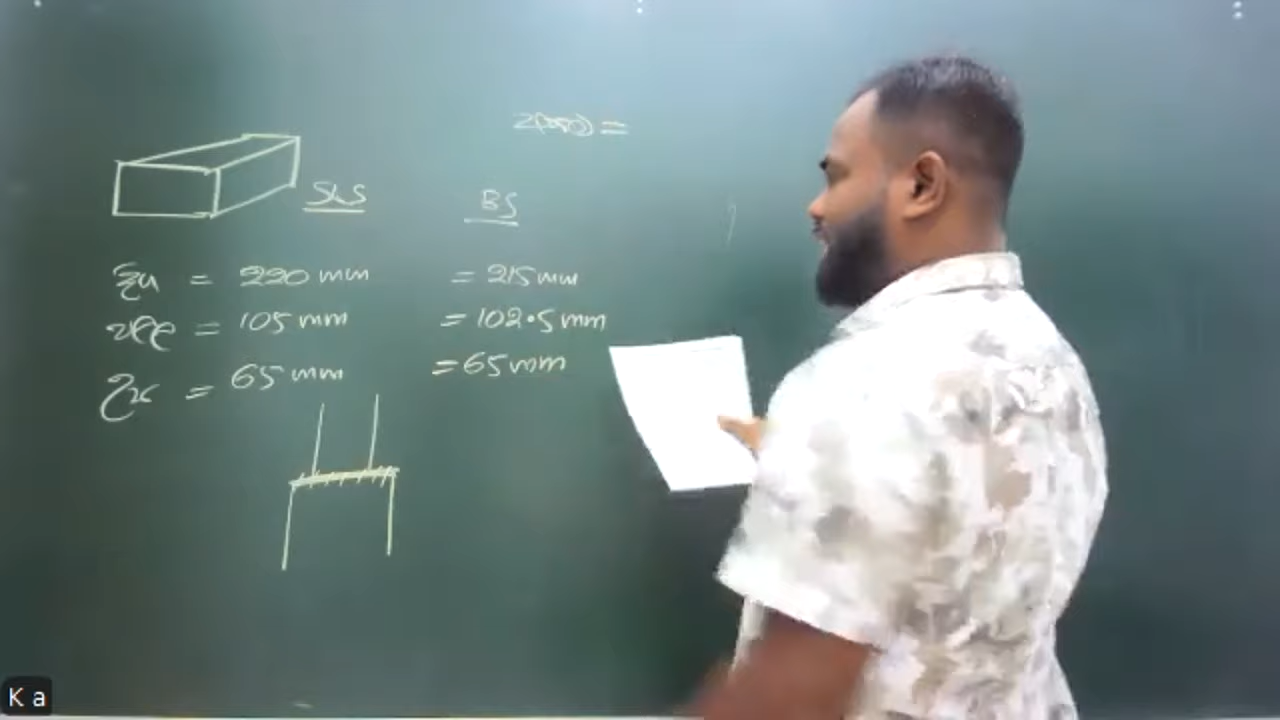 SLS BS
දිග = 220 mm = 215 mm
පළල = 105 mm = 102.5 mm
උස = 65 mm = 65 mm
K a